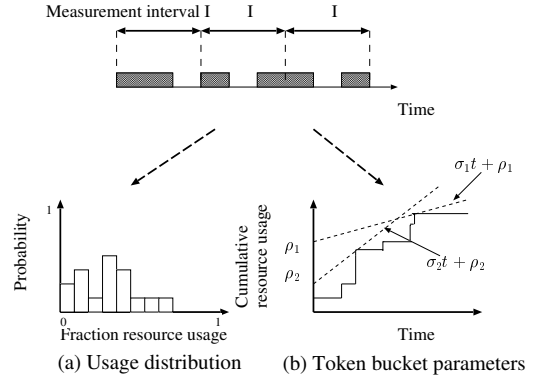 Measurement interval I
I
I
Time
σ₁t + ρ₁
1
Probability
0
1
Fraction resource usage
Cumulative
resource usage
ρ₁
ρ₂
σ₂t + ρ₂
Time
(a) Usage distribution
(b) Token bucket parameters